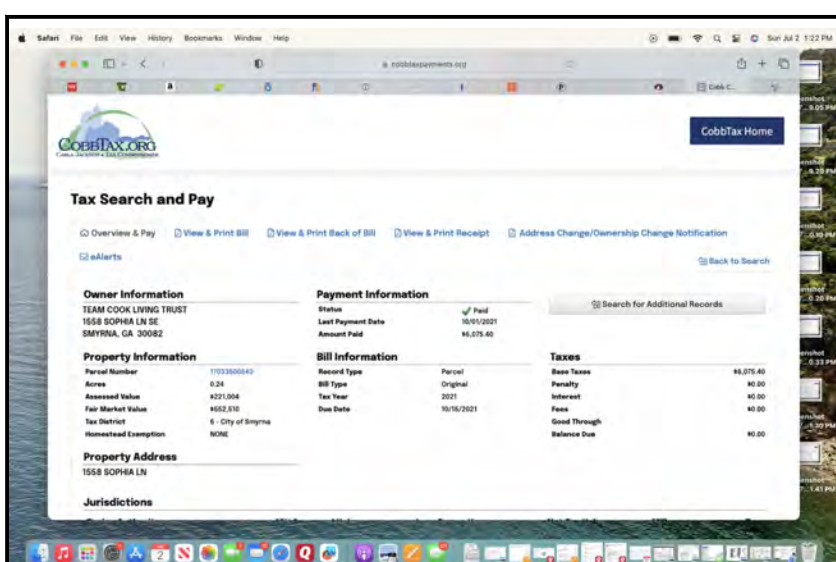 Safari File Edit View History Bookmarks Window Help Sun Jul 2 1:22 PM
cobbtaxpayments.org
COBBTAX.ORG
CobbTax Home
Tax Search and Pay
Overview & Pay View & Print Bill View & Print Back of Bill View & Print Receipt Address Change/Ownership Change Notification
eAlerts
Back to Search
Owner Information
TEAM COOK LIVING TRUST
1558 SOPHIA LN SE
SMYRNA, GA 30082
Payment Information
Status Paid
Last Payment Date 10/01/2021
Amount Paid $6,075.40
Search for Additional Records
Property Information
Parcel Number
Acres 0.24
Assessed Value $221,004
Fair Market Value $552,510
Tax District 6 - City of Smyrna
Homestead Exemption NONE
Bill Information
Record Type Parcel
Bill Type Original
Tax Year 2021
Due Date 10/15/2021
Taxes
Base Taxes $6,075.40
Penalty $0.00
Interest $0.00
Fees $0.00
Good Through
Balance Due $0.00
Property Address
1558 SOPHIA LN
Jurisdictions